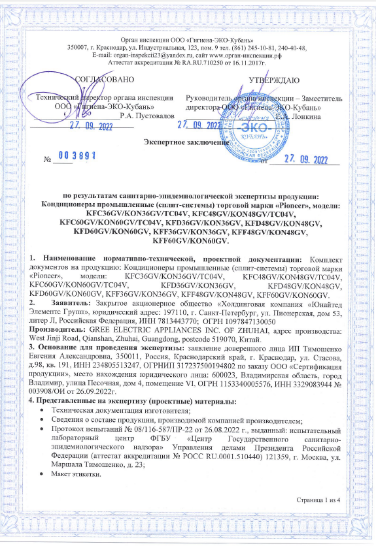 Орган инспекции ООО «Гигиена-ЭКО-Кубань»
350007, г. Краснодар, ул. Индустриальная, 123, пом. 9 тел. (861) 245-10-81, 240-41-48,
E-mail: organ-inspekcii23@yandex.ru, сайт www.орган-инспекции.рф
Аттестат аккредитации № RA.RU.710250 от 16.11.2017г.
СОГЛАСОВАНО УТВЕРЖДАЮ
Технический директор органа инспекции Руководитель органа инспекции – Заместитель
ООО «Гигиена-ЭКО-Кубань» директора ООО «Гигиена-ЭКО-Кубань»
Р.А. Пустовалов Е.А. Ловкина
27. 09. 2022 27. 09. 2022
ЭКО-
Экспертное заключение
№ 003691
по результатам санитарно-эпидемиологической экспертизы продукции:
Кондиционеры промышленные (сплит-системы) торговой марки «Pioneer», модели:
KFC36GV/KON36GV/TC04V, KFC48GV/KON48GV/TC04V,
KFC60GV/KON60GV/TC04V, KFD36GV/KON36GV, KFD48GV/KON48GV,
KFD60GV/KON60GV, KFF36GV/KON36GV, KFF48GV/KON48GV,
KFF60GV/KON60GV.
1. Наименование нормативно-технической, проектной документации: Комплект
документов на продукцию: Кондиционеры промышленные (сплит-системы) торговой марки
«Pioneer», модели: KFC36GV/KON36GV/TC04V, KFC48GV/KON48GV/TC04V,
KFC60GV/KON60GV/TC04V, KFD36GV/KON36GV, KFD48GV/KON48GV,
KFD60GV/KON60GV, KFF36GV/KON36GV, KFF48GV/KON48GV, KFF60GV/KON60GV.
2. Заявитель: Закрытое акционерное общество «Холдинговая компания «Юнайтед
Элементс Групп», юридический адрес: 197110, г. Санкт-Петербург, ул. Пионерская, дом 53,
литер Л, Российская Федерация, ИНН 7813443770; ОГРН 1097847150050
Производитель: GREE ELECTRIC APPLIANCES INC. OF ZHUHAI, адрес производства:
West Jinji Road, Qianshan, Zhuhai, Guangdong, postcode 519070, Китай.
3. Основание для проведения экспертизы: заявление доверенного лица ИП Тимошенко
Евгения Александровна, 350011, Россия, Краснодарский край, г. Краснодар, ул. Стасова,
д.98, кв. 191, ИНН 234805513247, ОГРНИП 317237500194802 по заказу ООО «Сертификация
продукции», место нахождения юридического лица: 600023, Владимирская область, город
Владимир, улица Песочная, дом 4, помещение VI, ОГРН 1153340005576, ИНН 3329083944 №
003908/ОИ от 26.09.2022г.
4. Представленные на экспертизу (проектные) материалы:
• Техническая документация изготовителя;
• Сведения о составе продукции, производимой компанией производителем;
• Протокол испытаний № 08/116-587/ПР-22 от 26.08.2022 г., выданный: испытательный
лабораторный центр ФГБУ «Центр Государственного санитарно-
эпидемиологического надзора» Управления делами Президента Российской
Федерации (аттестат аккредитации № РОСС RU.0001.510440) 121359, г. Москва, ул.
Маршала Тимошенко, д. 23;
• Макет этикетки.
Страница 1 из 4